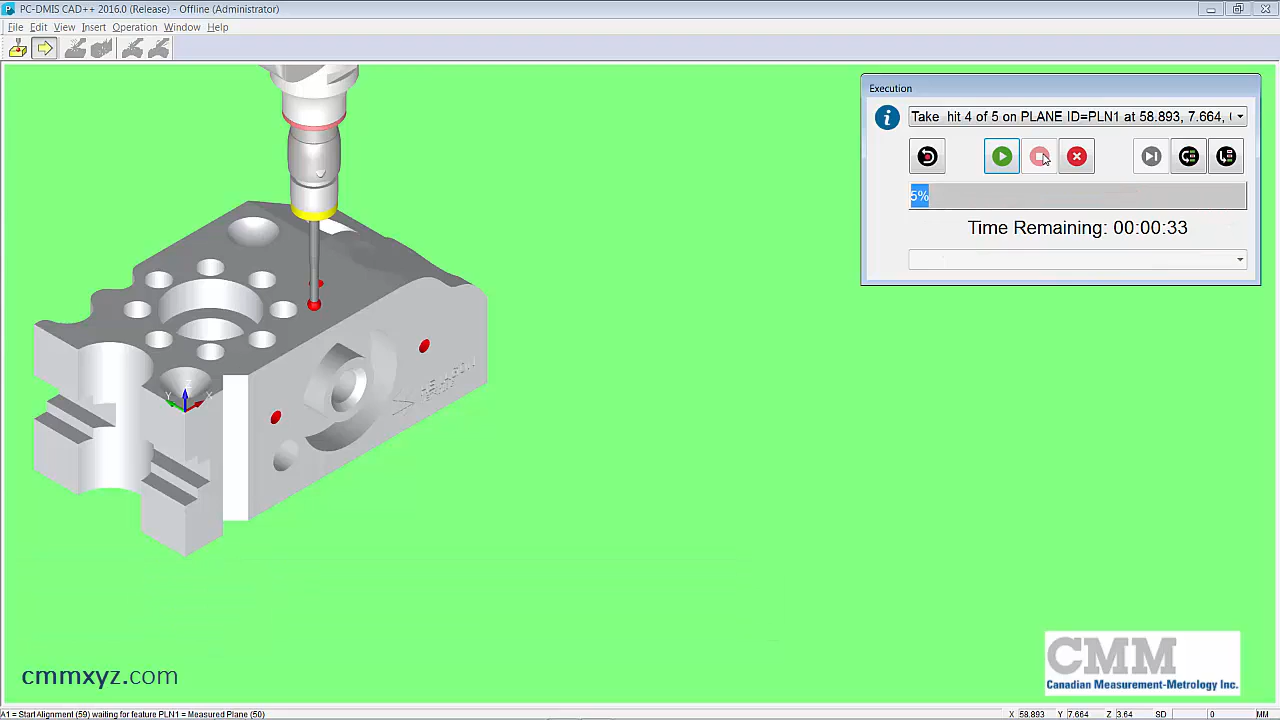 PC-DMIS CAD++ 2016.0 (Release) - Offline (Administrator)
File Edit View Insert Operation Window Help
Execution
Take hit 4 of 5 on PLANE ID=PLN1 at 58.893, 7.664,
5%
Time Remaining: 00:00:33
Z
Y
X
cmmxyz.com
CMM
Canadian Measurement-Metrology Inc.
A1 = Start Alignment (59) waiting for feature PLN1 = Measured Plane (50)
X 58.893 Y 7.664 Z 3.64 SD 0 MM